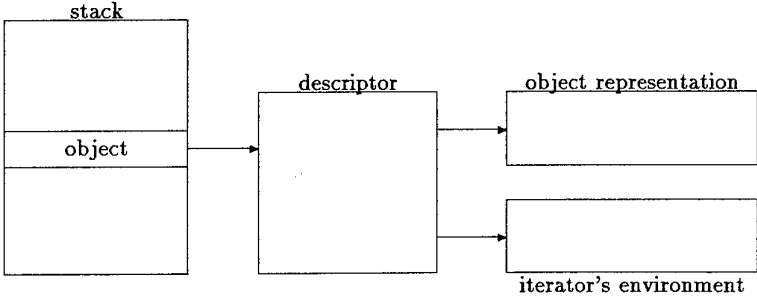 stack
object
descriptor
object representation
iterator's environment